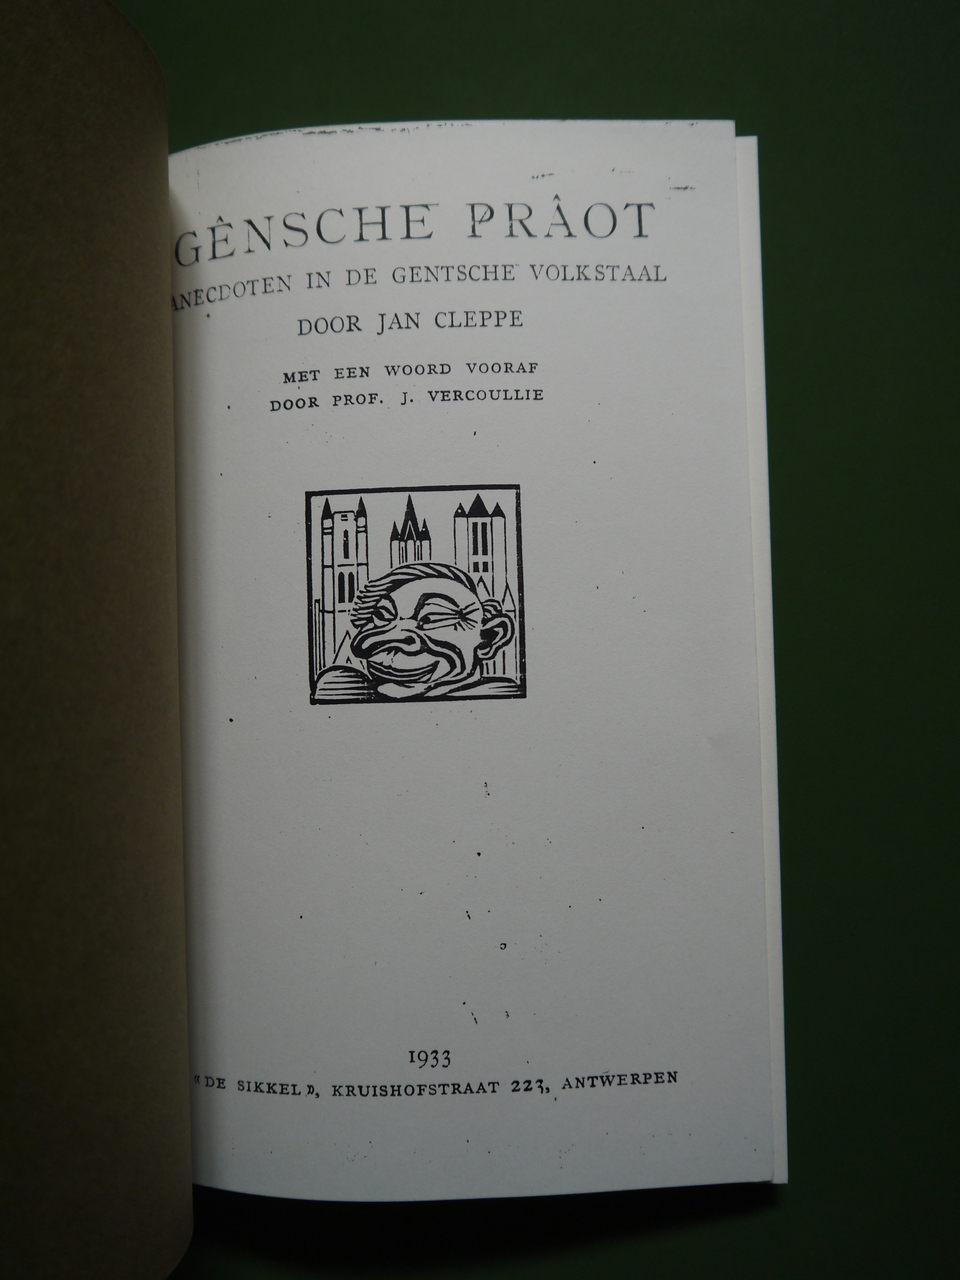 GÊNSCHE PRÂOT
ANECDOTEN IN DE GENTSCHE VOLKSTAAL
DOOR JAN CLEPPE
MET EEN WOORD VOORAF
DOOR PROF. J. VERCOULLIE
1933
« DE SIKKEL », KRUISHOFSTRAAT 223, ANTWERPEN